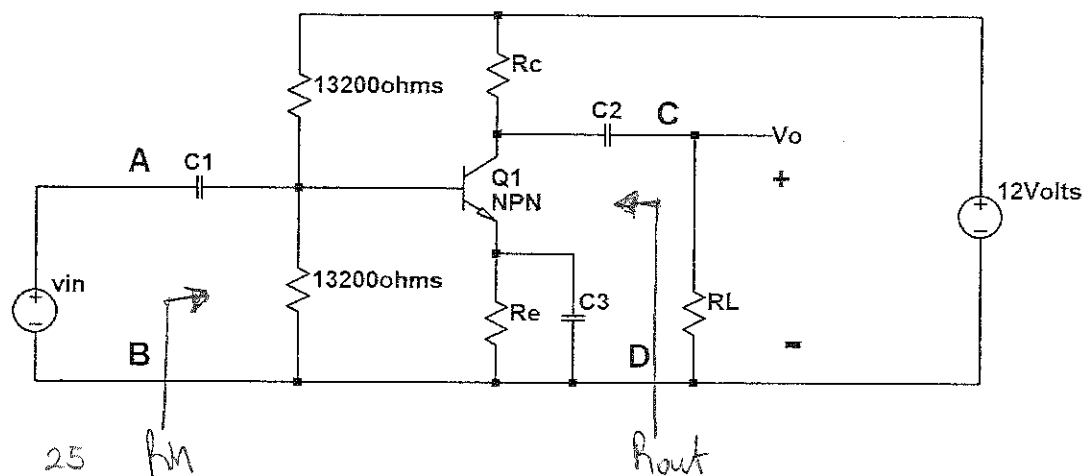 Rc
13200ohms
C2
C
Vo
A
C1
+
Q1
NPN
12Volts
+
-
13200ohms
vin
+
-
Re
C3
RL
B
D
-
25
Rin
Rout